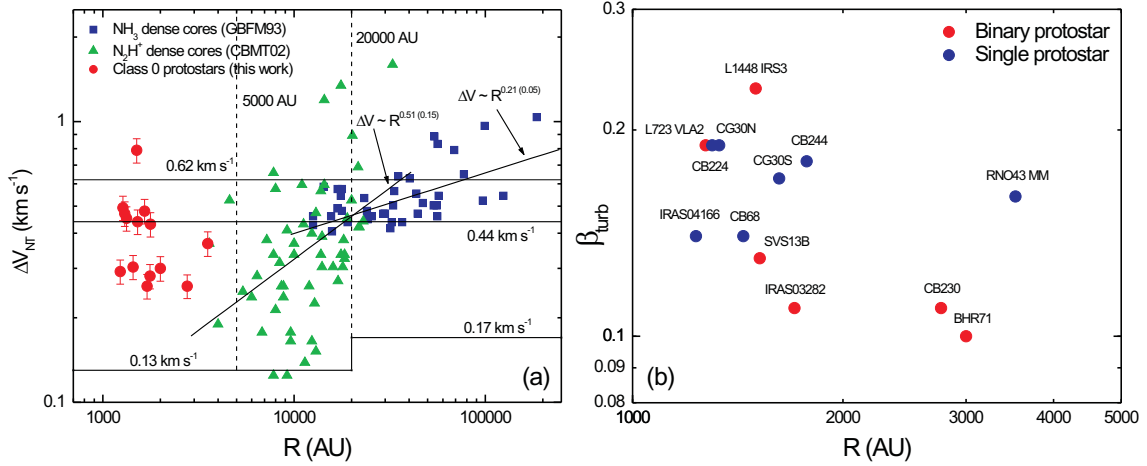 NH₃ dense cores (GBFM93)
N₂H⁺ dense cores (CBMT02)
Class 0 protostars (this work)
20000 AU
5000 AU
ΔV ~ R^0.51 (0.15)
ΔV ~ R^0.21 (0.05)
0.62 km s⁻¹
0.44 km s⁻¹
0.17 km s⁻¹
0.13 km s⁻¹
(a)
1
0.1
ΔV_NT (km s⁻¹)
1000
10000
100000
R (AU)
Binary protostar
Single protostar
L1448 IRS3
L723 VLA2
CG30N
CB224
CB244
CG30S
RNO43 MM
IRAS04166
CB68
SVS13B
IRAS03282
CB230
BHR71
(b)
0.3
0.2
0.1
0.09
0.08
β_turb
1000
2000
3000
4000
5000
R (AU)